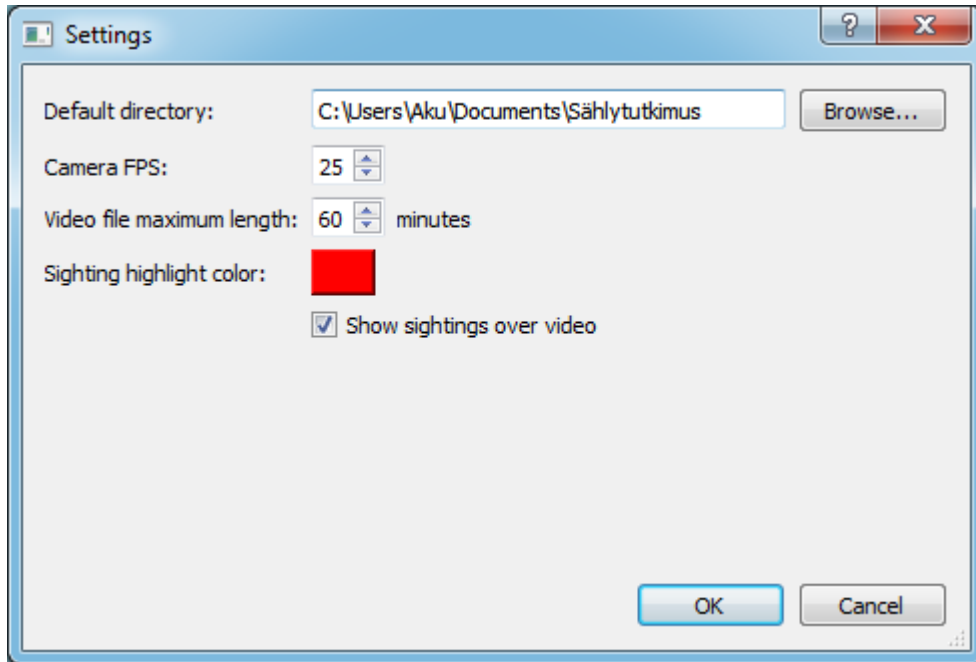 Settings
Default directory: C:\Users\Aku\Documents\Sählytutkimus Browse...
Camera FPS: 25
Video file maximum length: 60 minutes
Sighting highlight color:
Show sightings over video
OK Cancel